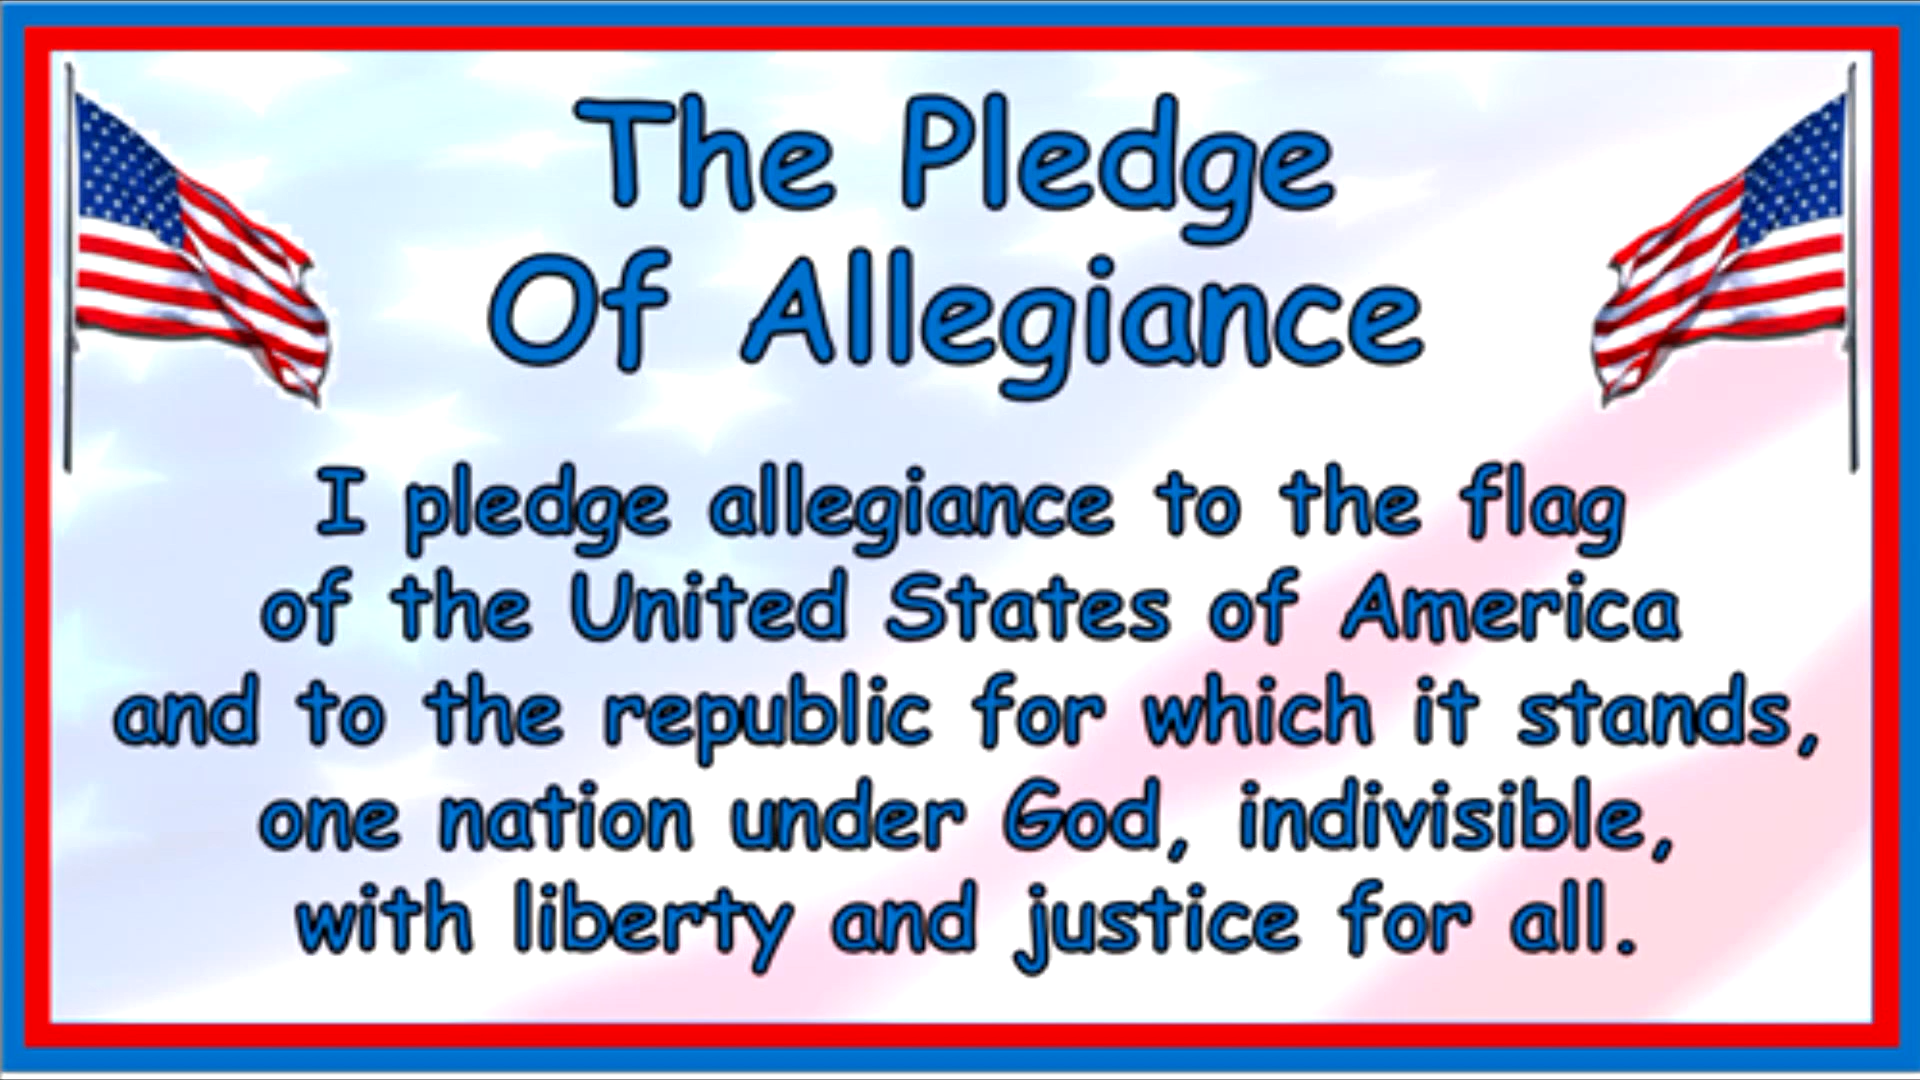 The Pledge
Of Allegiance
I pledge allegiance to the flag
of the United States of America
and to the republic for which it stands,
one nation under God, indivisible,
with liberty and justice for all.